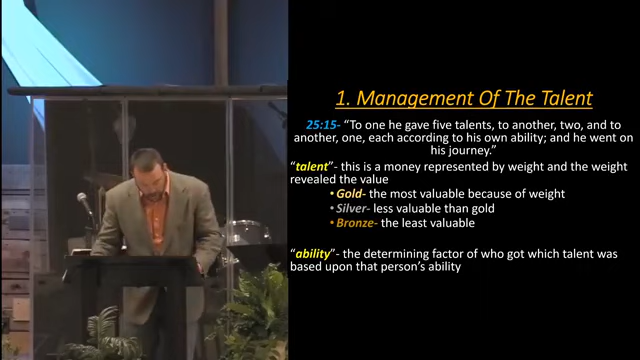 1. Management Of The Talent
25:15- “To one he gave five talents, to another, two, and to
another, one, each according to his own ability; and he went on
his journey.”
“talent”- this is a money represented by weight and the weight
revealed the value
• Gold- the most valuable because of weight
• Silver- less valuable than gold
• Bronze- the least valuable
“ability”- the determining factor of who got which talent was
based upon that person’s ability